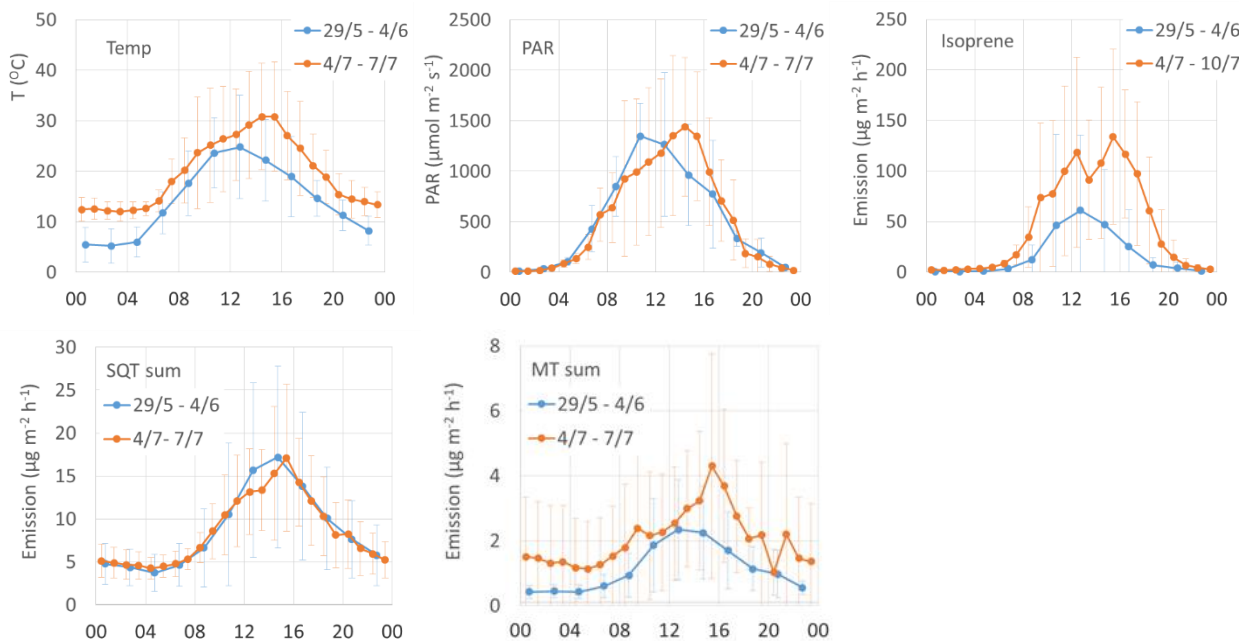 Temp
29/5 - 4/6
4/7 - 7/7
T (°C)
50
40
30
20
10
0
00 04 08 12 16 20 00
PAR
29/5 - 4/6
4/7 - 7/7
PAR (µmol m⁻² s⁻¹)
2500
2000
1500
1000
500
0
00 04 08 12 16 20 00
Isoprene
29/5 - 4/6
4/7 - 10/7
Emission (µg m⁻² h⁻¹)
250
200
150
100
50
0
00 04 08 12 16 20 00
SQT sum
29/5 - 4/6
4/7 - 7/7
Emission (µg m⁻² h⁻¹)
30
25
20
15
10
5
0
00 04 08 12 16 20 00
MT sum
29/5 - 4/6
4/7 - 7/7
Emission (µg m⁻² h⁻¹)
8
6
4
2
0
00 04 08 12 16 20 00